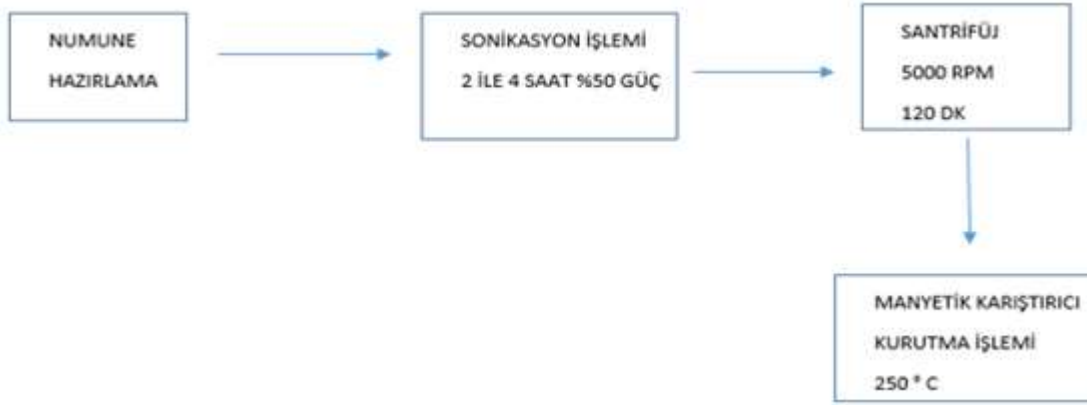 NUMUNE
HAZIRLAMA
SONİKASYON İŞLEMİ
2 İLE 4 SAAT %50 GÜÇ
SANTRİFÜJ
5000 RPM
120 DK
MANYETİK KARIŞTIRICI
KURUTMA İŞLEMİ
250 ° C